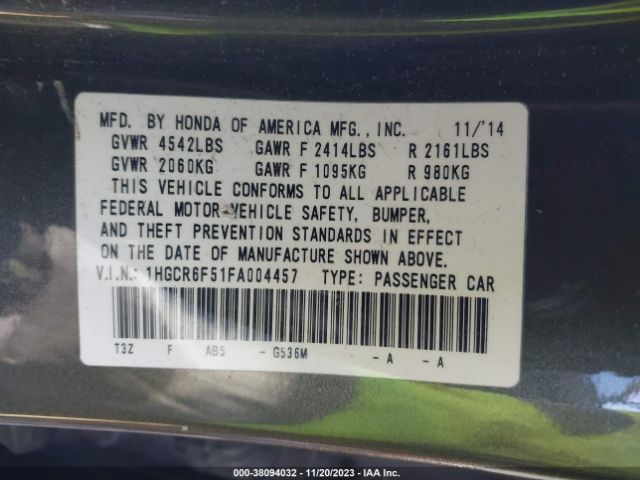 MFD. BY HONDA OF AMERICA MFG., INC. 11/'14
GVWR 4542LBS GAWR F 2414LBS R 2161LBS
GVWR 2060KG GAWR F 1095KG R 980KG
THIS VEHICLE CONFORMS TO ALL APPLICABLE
FEDERAL MOTOR-VEHICLE SAFETY, BUMPER,
AND THEFT PREVENTION STANDARDS IN EFFECT
ON THE DATE OF MANUFACTURE SHOWN ABOVE.
V.I.N.: 1HGCR6F51FA004457 TYPE: PASSENGER CAR
T3Z F AB5 - G536M - A - A
000-38094032 - 11/20/2023 - IAA Inc.